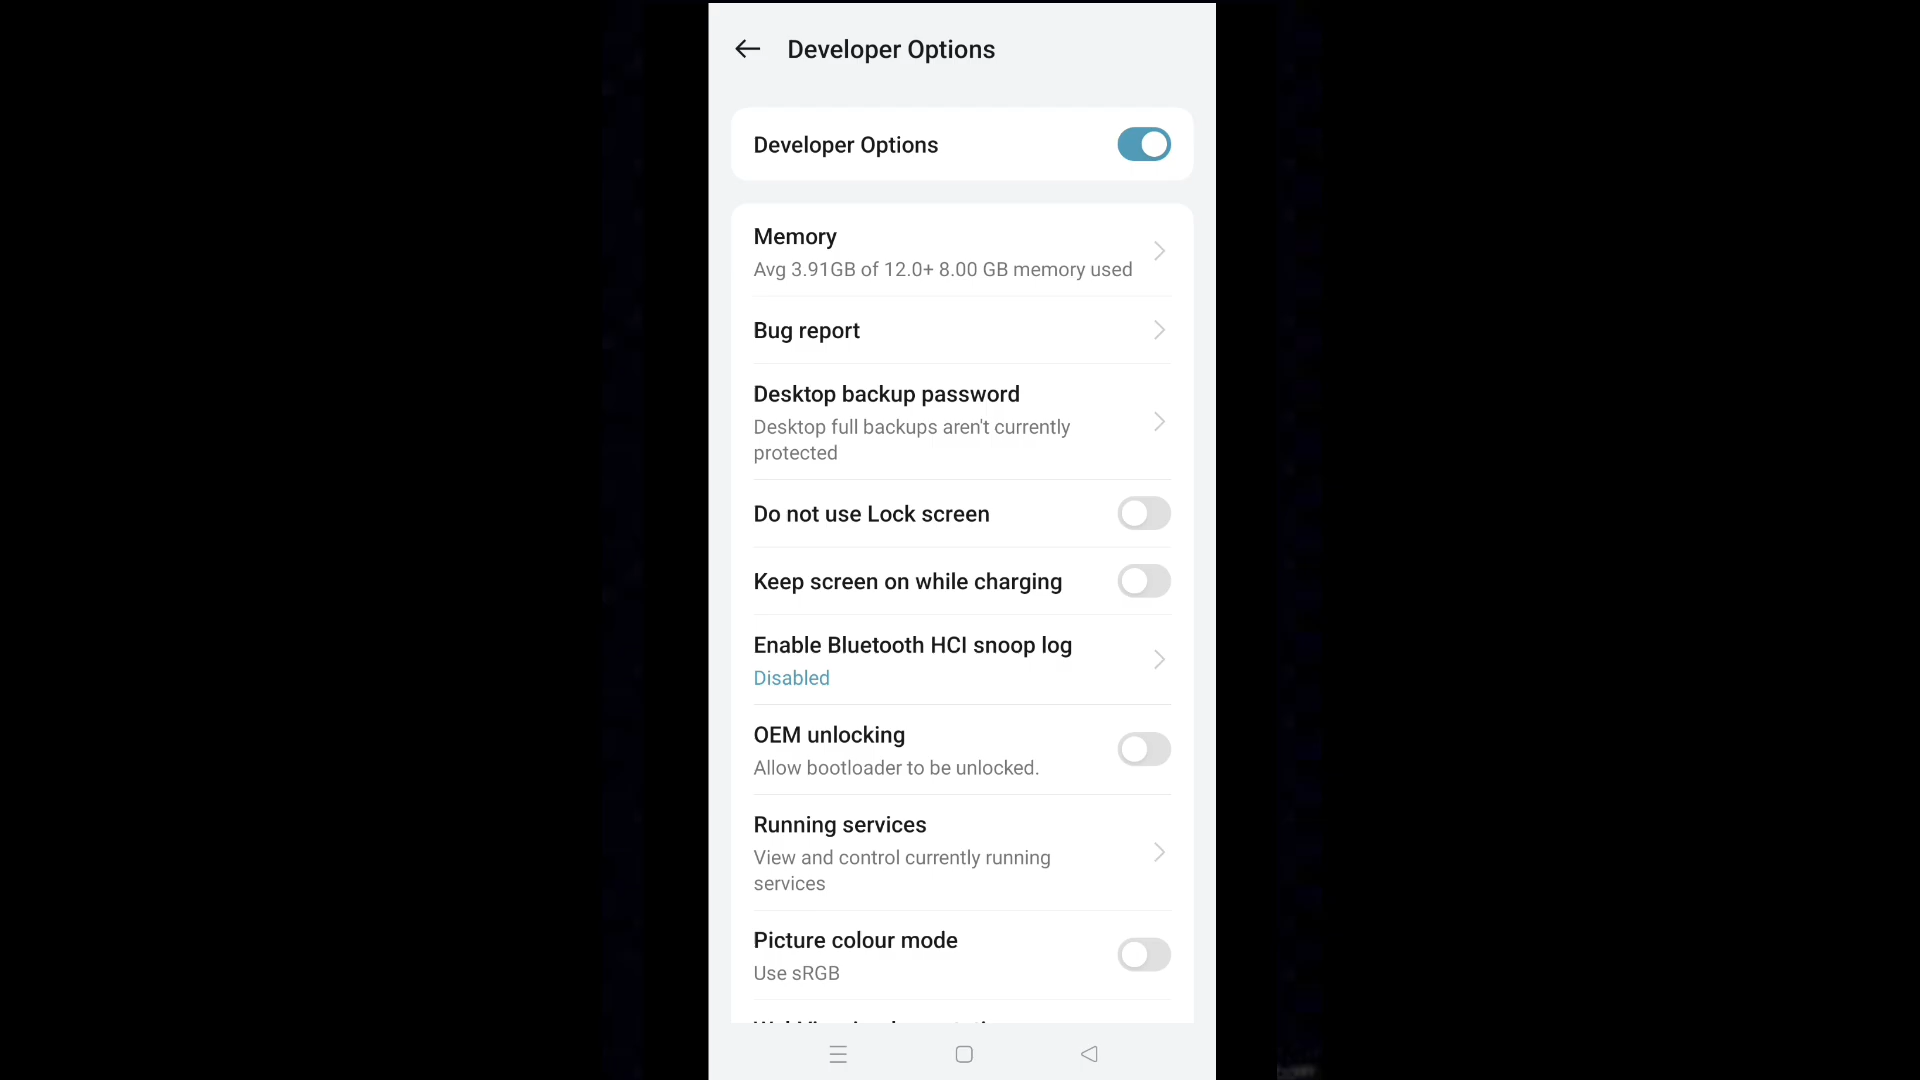 Developer Options
Developer Options
Memory
Avg 3.91GB of 12.0+ 8.00 GB memory used
Bug report
Desktop backup password
Desktop full backups aren't currently
protected
Do not use Lock screen
Keep screen on while charging
Enable Bluetooth HCI snoop log
Disabled
OEM unlocking
Allow bootloader to be unlocked.
Running services
View and control currently running
services
Picture colour mode
Use sRGB